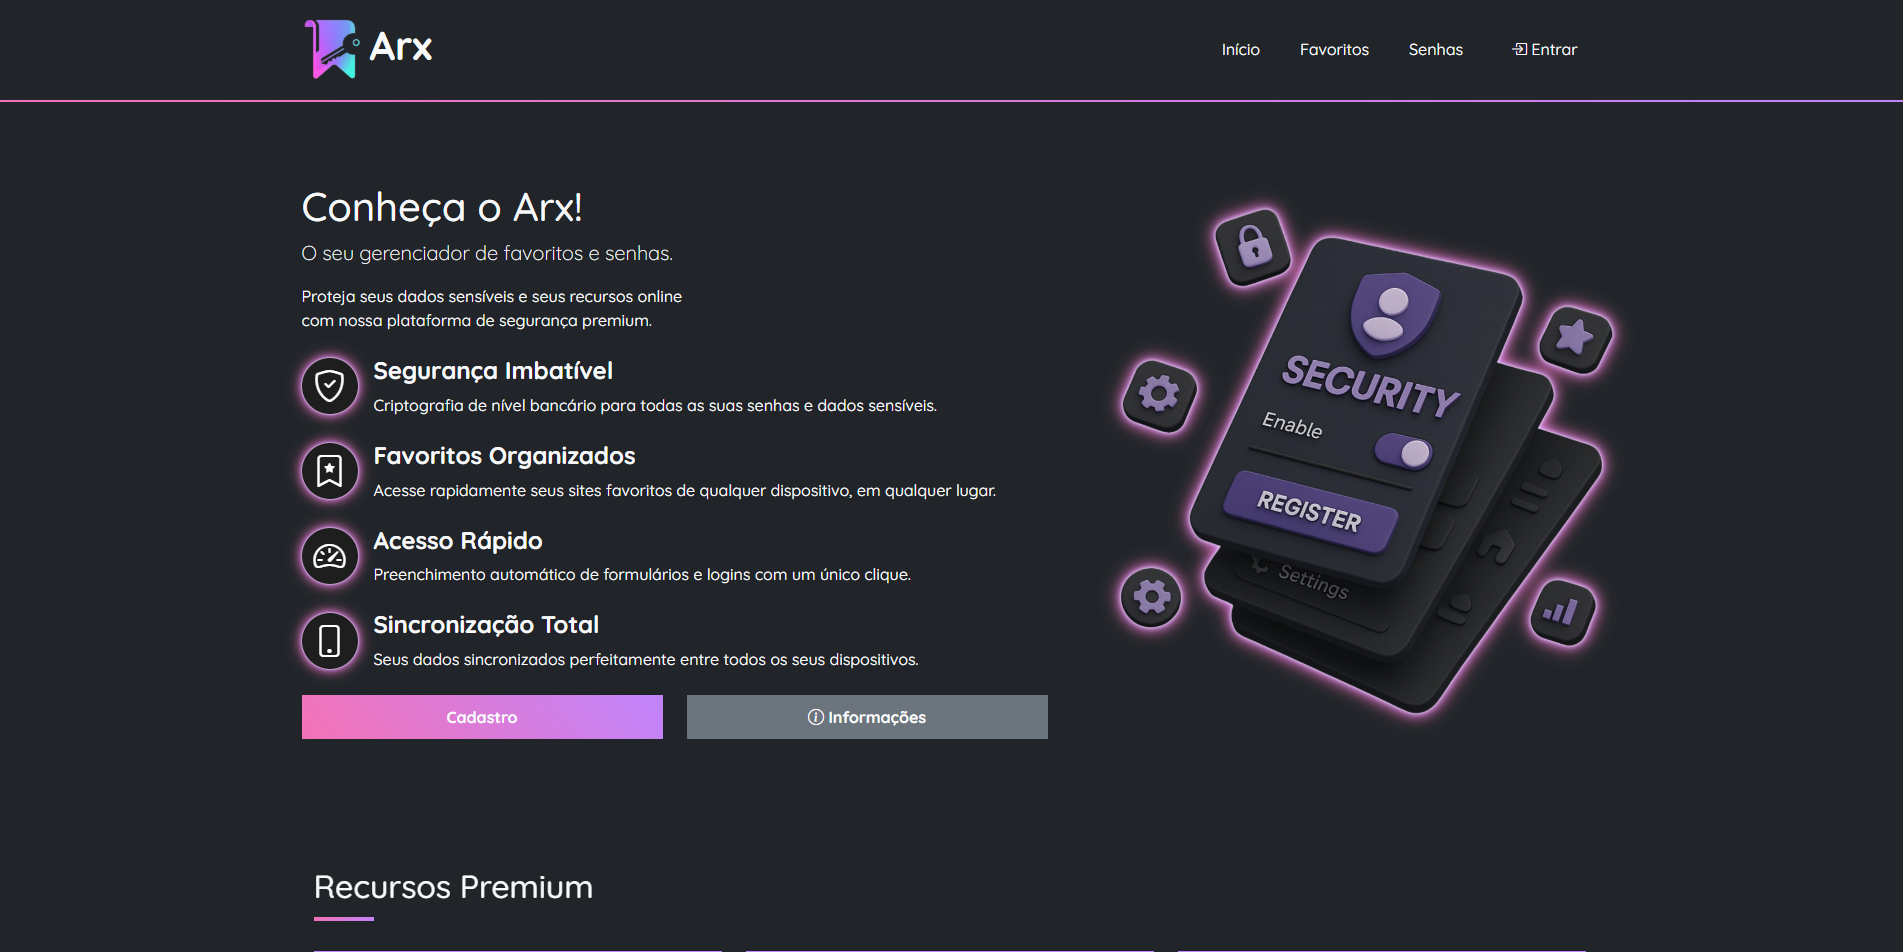 Arx
Início
Favoritos
Senhas
Entrar
Conheça o Arx!
O seu gerenciador de favoritos e senhas.
Proteja seus dados sensíveis e seus recursos online
com nossa plataforma de segurança premium.
Segurança Imbatível
Criptografia de nível bancário para todas as suas senhas e dados sensíveis.
Favoritos Organizados
Acesse rapidamente seus sites favoritos de qualquer dispositivo, em qualquer lugar.
Acesso Rápido
Preenchimento automático de formulários e logins com um único clique.
Sincronização Total
Seus dados sincronizados perfeitamente entre todos os seus dispositivos.
Cadastro
Informações
SECURITY
Enable
REGISTER
Settings
Recursos Premium